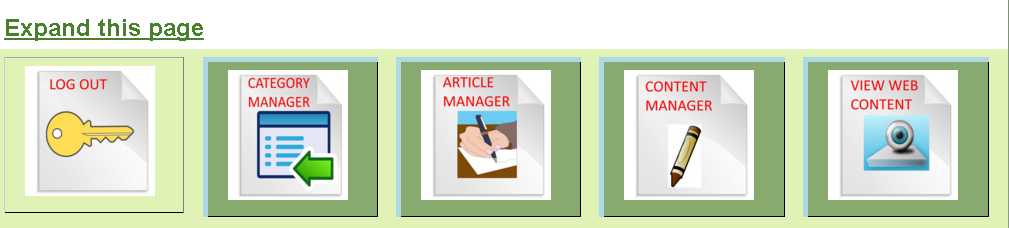 Expand this page
LOG OUT
CATEGORY
MANAGER
ARTICLE
MANAGER
CONTENT
MANAGER
VIEW WEB
CONTENT